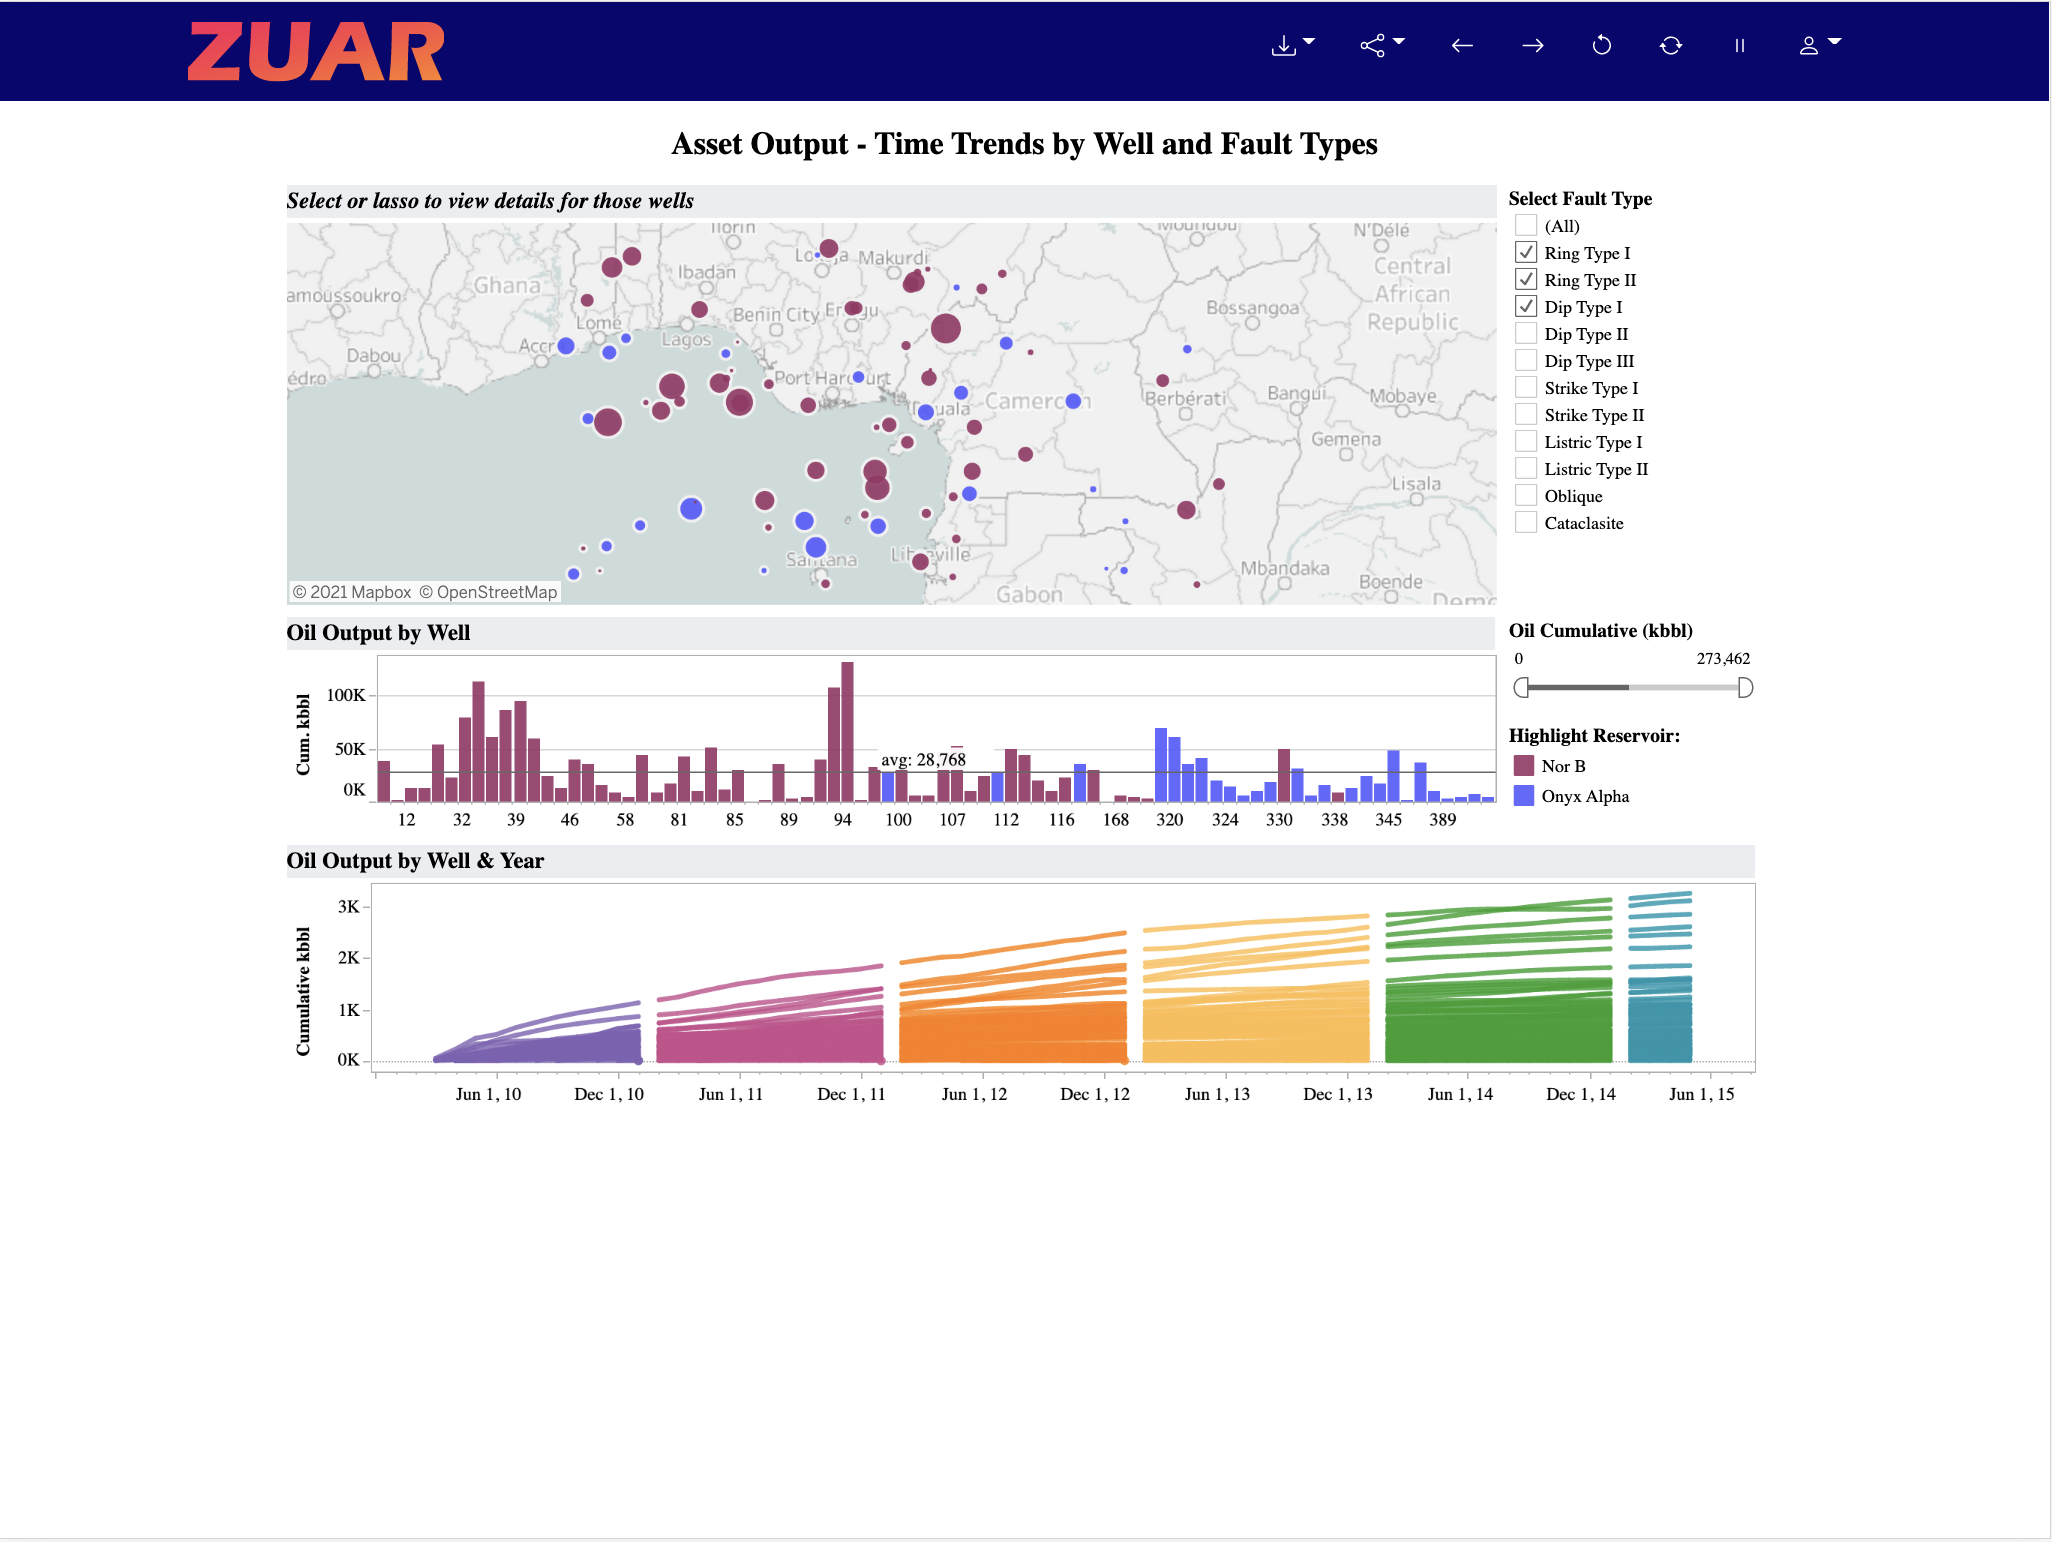 ZUAR
Asset Output - Time Trends by Well and Fault Types
Select or lasso to view details for those wells
Select Fault Type
(All)
Ring Type I
Ring Type II
Dip Type I
Dip Type II
Dip Type III
Strike Type I
Strike Type II
Listric Type I
Listric Type II
Oblique
Cataclasite
Moundou
N'Délé
Makurdi
Ibadan
Ghana
Central
African
Republic
amoussoukro
Bossangoa
Benin City
Lomé
Lagos
Accr
Dabou
édro
Port Harcourt
Cameroon
Berbérati
Bangui
Mobaye
Gemena
Lisala
Santana
Libreville
Mbandaka
Boende
Gabon
© 2021 Mapbox © OpenStreetMap
Oil Output by Well
Oil Cumulative (kbbl)
0 273,462
Highlight Reservoir:
Nor B
Onyx Alpha
Cum. kbbl
100K
50K
0K
avg: 28,768
12 32 39 46 58 81 85 89 94 100 107 112 116 168 320 324 330 338 345 389
Oil Output by Well & Year
Cumulative kbbl
3K
2K
1K
0K
Jun 1, 10 Dec 1, 10 Jun 1, 11 Dec 1, 11 Jun 1, 12 Dec 1, 12 Jun 1, 13 Dec 1, 13 Jun 1, 14 Dec 1, 14 Jun 1, 15